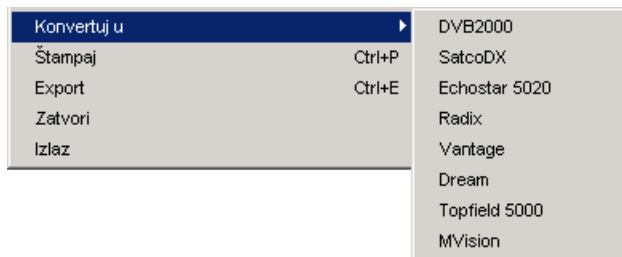 Konvertuj u
Štampaj Ctrl+P
Export Ctrl+E
Zatvori
Izlaz
DVB2000
SatcoDX
Echostar 5020
Radix
Vantage
Dream
Topfield 5000
MVision